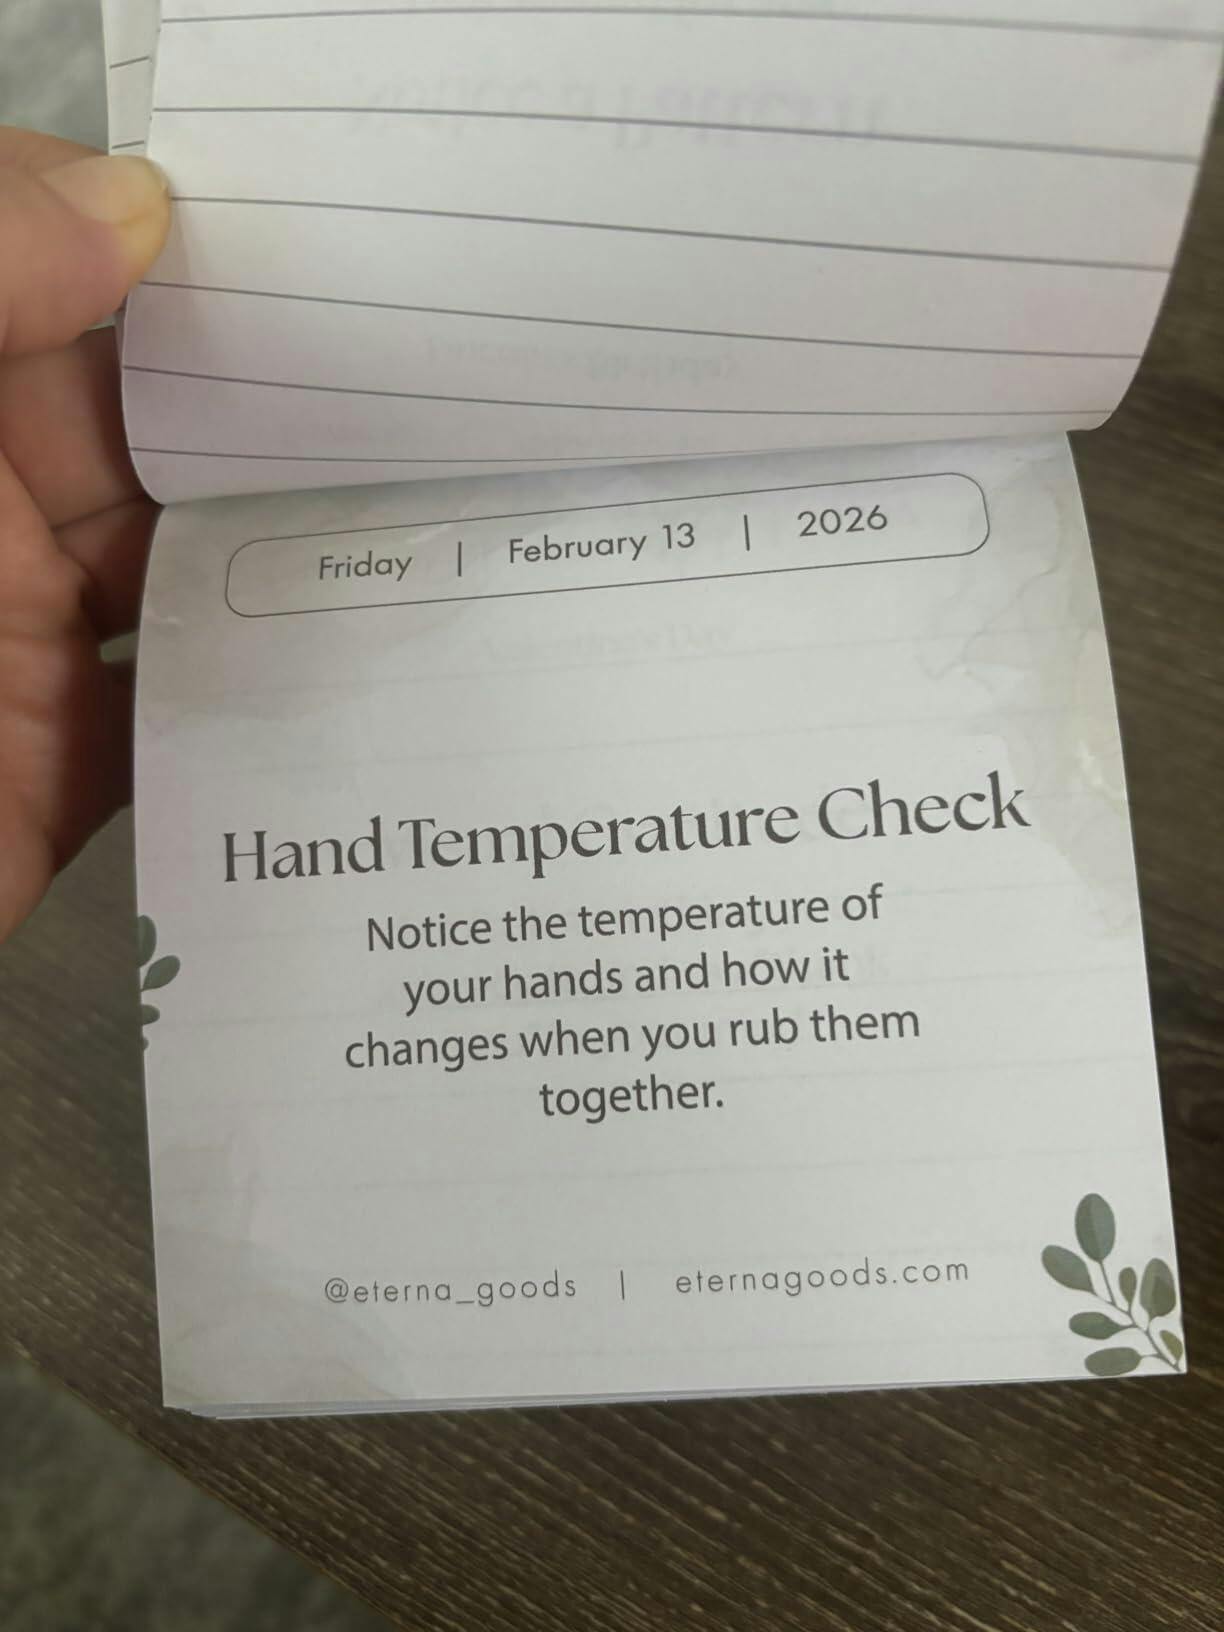 Friday | February 13 | 2026
Hand Temperature Check
Notice the temperature of
your hands and how it
changes when you rub them
together.
@eterna_goods | eternagoods.com